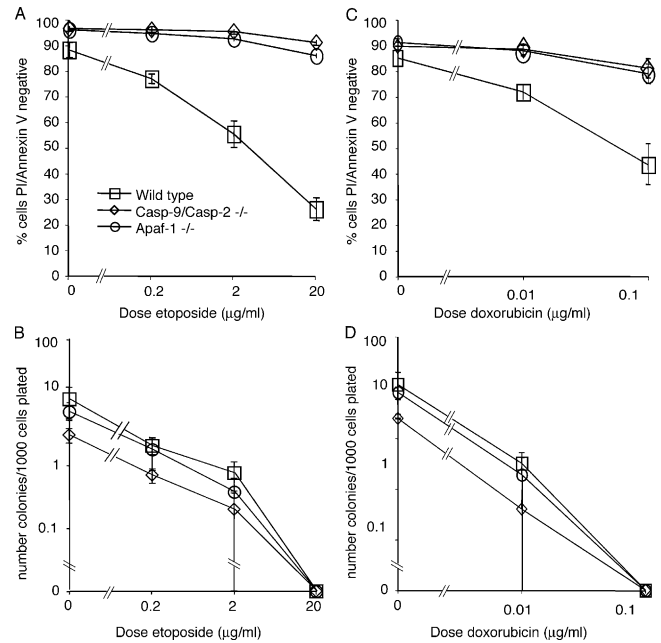 A
% cells PI/Annexin V negative
100
90
80
70
60
50
40
30
20
10
0
Wild type
Casp-9/Casp-2 -/-
Apaf-1 -/-
0 0.2 2 20
Dose etoposide (µg/ml)
C
% cells PI/Annexin V negative
100
90
80
70
60
50
40
30
20
10
0
0 0.01 0.1
Dose doxorubicin (µg/ml)
B
number colonies/1000 cells plated
100
10
1
0.1
0
0 0.2 2 20
Dose etoposide (µg/ml)
D
number colonies/1000 cells plated
100
10
1
0.1
0
0 0.01 0.1
Dose doxorubicin (µg/ml)